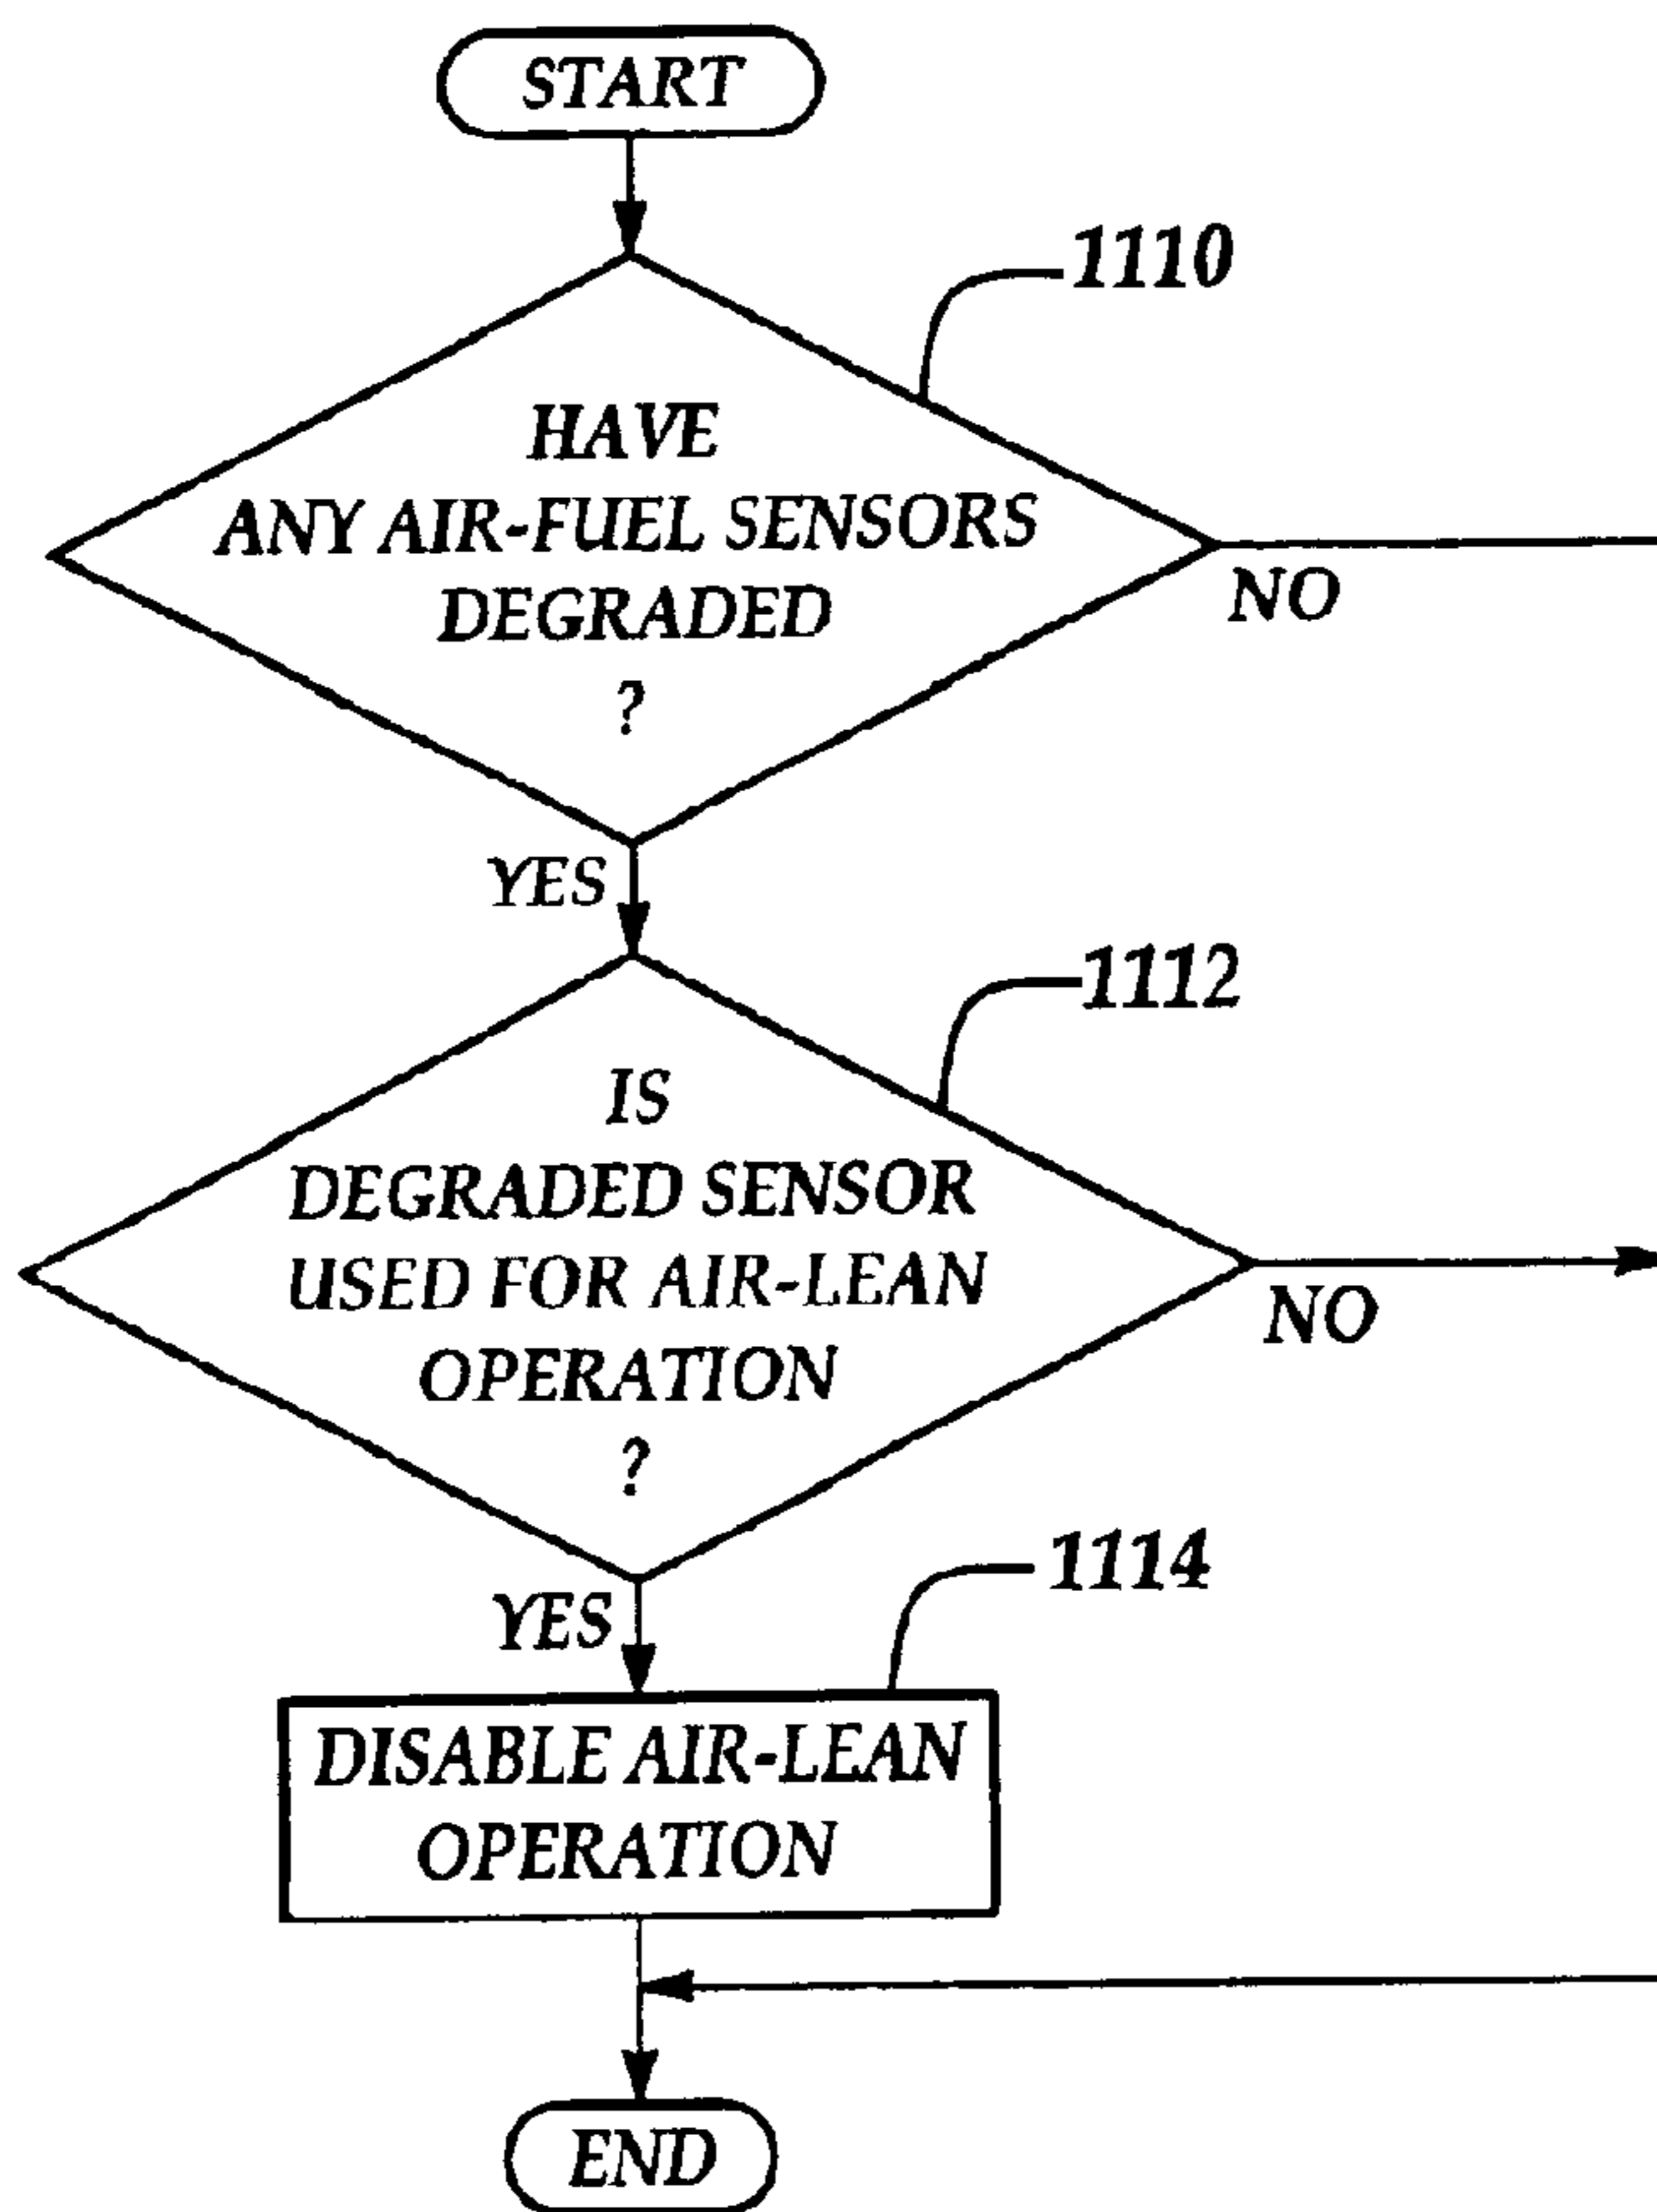 START
1110
HAVE
ANY AIR-FUEL SENSORS
DEGRADED
?
NO
YES
1112
IS
DEGRADED SENSOR
USED FOR AIR-LEAN
OPERATION
?
NO
YES
1114
DISABLE AIR-LEAN
OPERATION
END